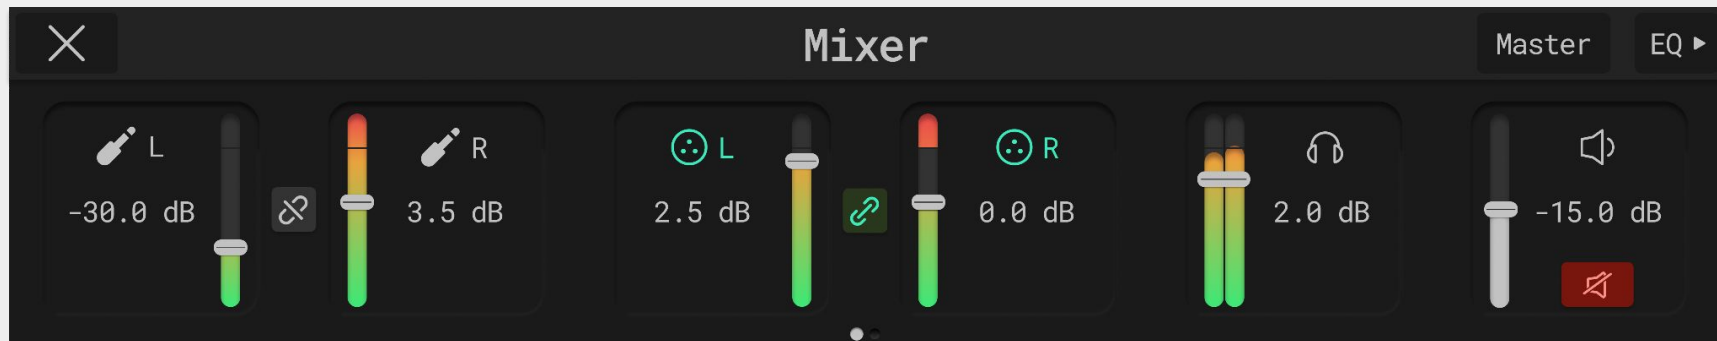 Mixer
Master
EQ
L
-30.0 dB
R
3.5 dB
L
2.5 dB
R
0.0 dB
2.0 dB
-15.0 dB